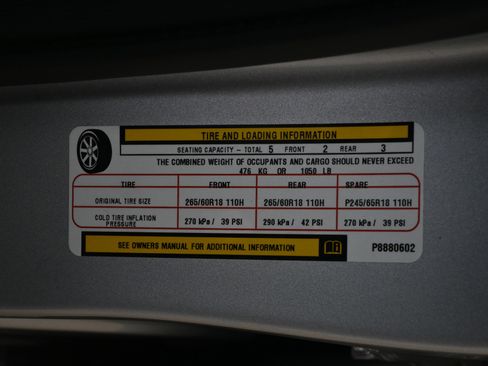 TIRE AND LOADING INFORMATION
SEATING CAPACITY - TOTAL 5 FRONT 2 REAR 3
THE COMBINED WEIGHT OF OCCUPANTS AND CARGO SHOULD NEVER EXCEED
476 KG OR 1050 LB
TIRE FRONT REAR SPARE
ORIGINAL TIRE SIZE 265/60R18 110H 265/60R18 110H P245/65R18 110H
COLD TIRE INFLATION PRESSURE 270 kPa / 39 PSI 290 kPa / 42 PSI 270 kPa / 39 PSI
SEE OWNERS MANUAL FOR ADDITIONAL INFORMATION P8880602